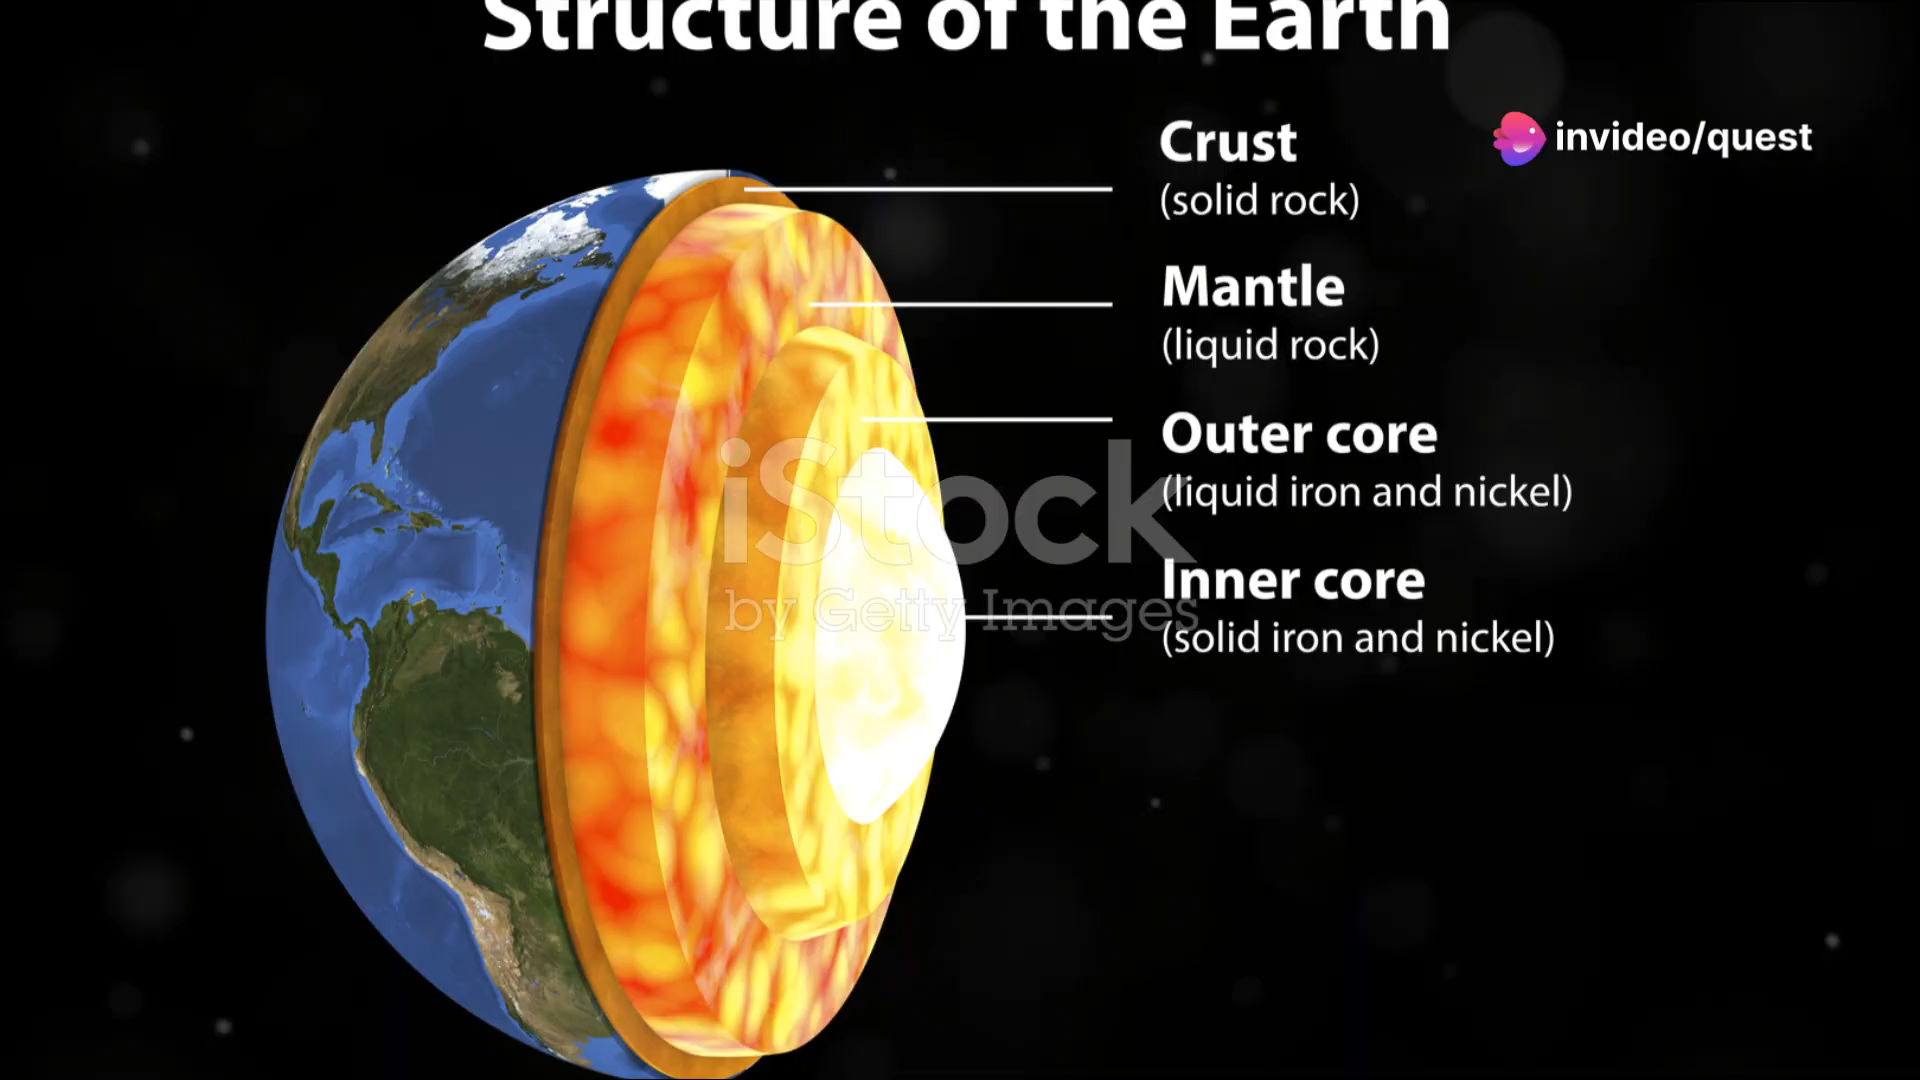 Structure of the Earth
invideo/quest
Crust
(solid rock)
Mantle
(liquid rock)
Outer core
(liquid iron and nickel)
Inner core
(solid iron and nickel)
iStock
by Getty Images